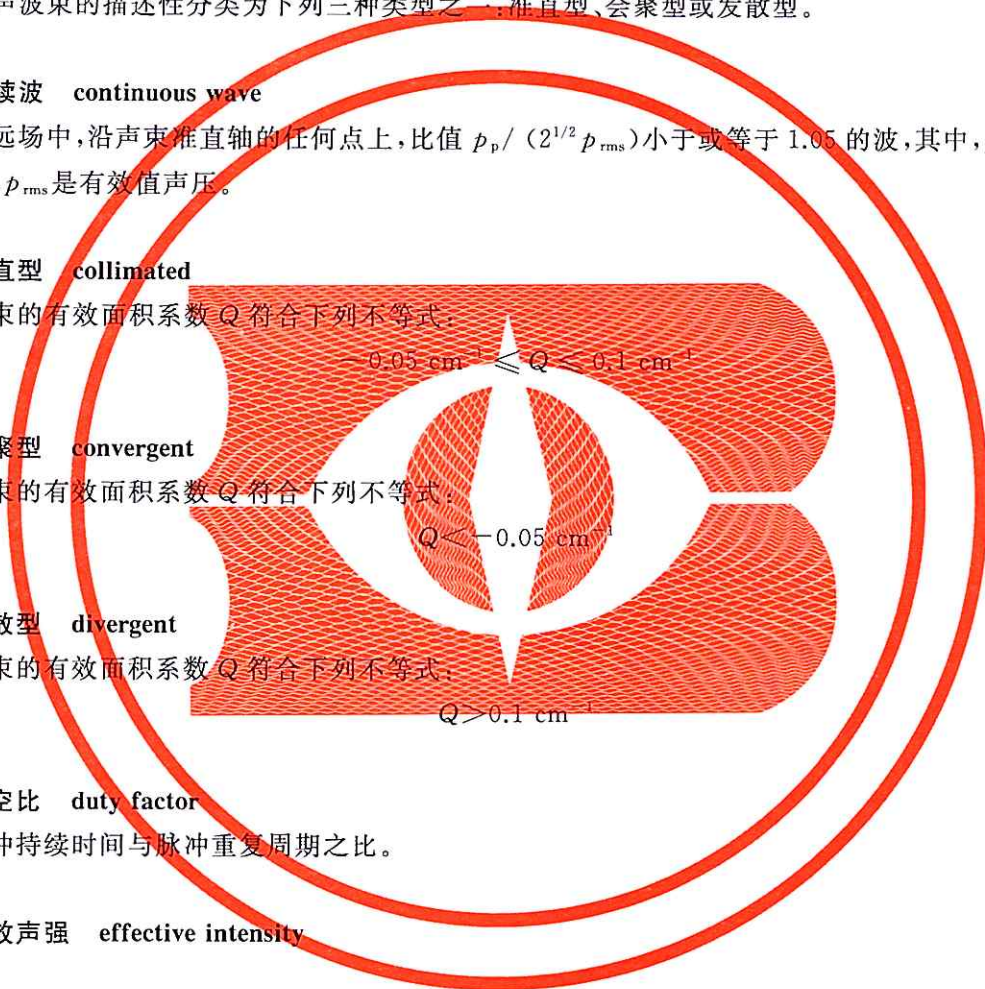 声波束的描述性分类为下列三种类型之一:准直型、会聚型或发散型。
续波 continuous wave
远场中,沿声束准直轴的任何点上,比值 pₚ/ (2^{1/2} p_{rms})小于或等于 1.05 的波,其中,
p_{rms}是有效值声压。
直型 collimated
束的有效面积系数 Q 符合下列不等式:
-0.05 cm⁻¹ ≤ Q ≤ 0.1 cm⁻¹
聚型 convergent
束的有效面积系数 Q 符合下列不等式:
Q<-0.05 cm⁻¹
散型 divergent
束的有效面积系数 Q 符合下列不等式:
Q>0.1 cm⁻¹
空比 duty factor
冲持续时间与脉冲重复周期之比。
效声强 effective intensity